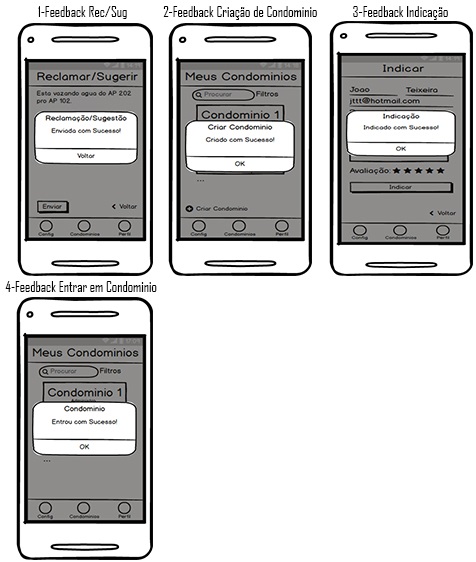 1-Feedback Rec/Sug
Reclamar/Sugerir
Esta vazando agua do AP 202
pro AP 102.
Reclamação/Sugestão
Enviada com Sucesso!
Voltar
Enviar
< Voltar
Config
Condominios
Perfil
2-Feedback Criação de Condominio
Meus Condominios
Procurar
Filtros
Condominio 1
Criar Condominio
Criado com Sucesso!
OK
...
Criar Condominio
Config
Condominios
Perfil
3-Feedback Indicação
Indicar
Joao Teixeira
jttt@hotmail.com
Indicação
Indicado com Sucesso!
OK
Avaliação:
Indicar
< Voltar
Config
Condominios
Perfil
4-Feedback Entrar em Condominio
Meus Condominios
Procurar
Filtros
Condominio 1
Condominio
Entrou com Sucesso!
OK
...
Config
Condominios
Perfil